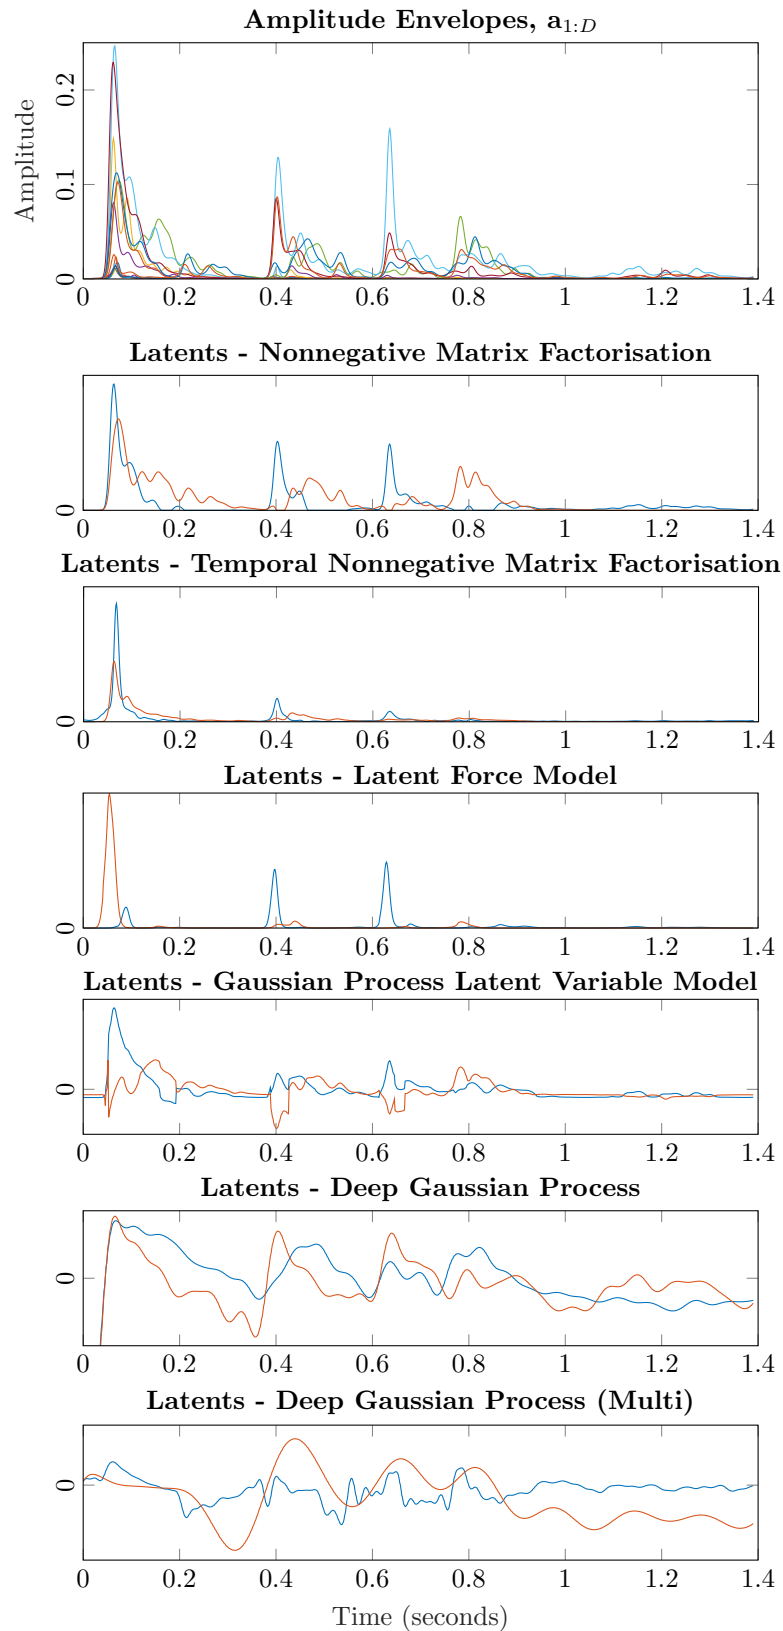 Amplitude Envelopes, a1:D
Amplitude
0.2
0.1
0
0 0.2 0.4 0.6 0.8 1 1.2 1.4
Latents - Nonnegative Matrix Factorisation
0
0 0.2 0.4 0.6 0.8 1 1.2 1.4
Latents - Temporal Nonnegative Matrix Factorisation
0
0 0.2 0.4 0.6 0.8 1 1.2 1.4
Latents - Latent Force Model
0
0 0.2 0.4 0.6 0.8 1 1.2 1.4
Latents - Gaussian Process Latent Variable Model
0
0 0.2 0.4 0.6 0.8 1 1.2 1.4
Latents - Deep Gaussian Process
0
0 0.2 0.4 0.6 0.8 1 1.2 1.4
Latents - Deep Gaussian Process (Multi)
0
0 0.2 0.4 0.6 0.8 1 1.2 1.4
Time (seconds)